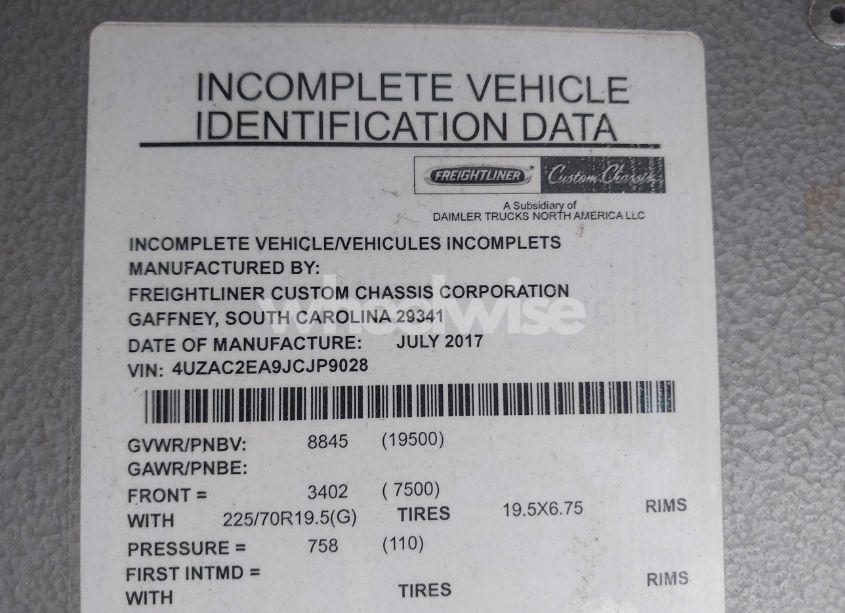 INCOMPLETE VEHICLE
IDENTIFICATION DATA
FREIGHTLINER Custom Chassis
A Subsidiary of
DAIMLER TRUCKS NORTH AMERICA LLC
INCOMPLETE VEHICLE/VEHICULES INCOMPLETS
MANUFACTURED BY:
FREIGHTLINER CUSTOM CHASSIS CORPORATION
GAFFNEY, SOUTH CAROLINA 29341
wheelwise
DATE OF MANUFACTURE: JULY 2017
VIN: 4UZAC2EA9JCJP9028
GVWR/PNBV: 8845 (19500)
GAWR/PNBE:
FRONT = 3402 ( 7500)
WITH 225/70R19.5(G) TIRES 19.5X6.75 RIMS
PRESSURE = 758 (110)
FIRST INTMD =
WITH TIRES RIMS